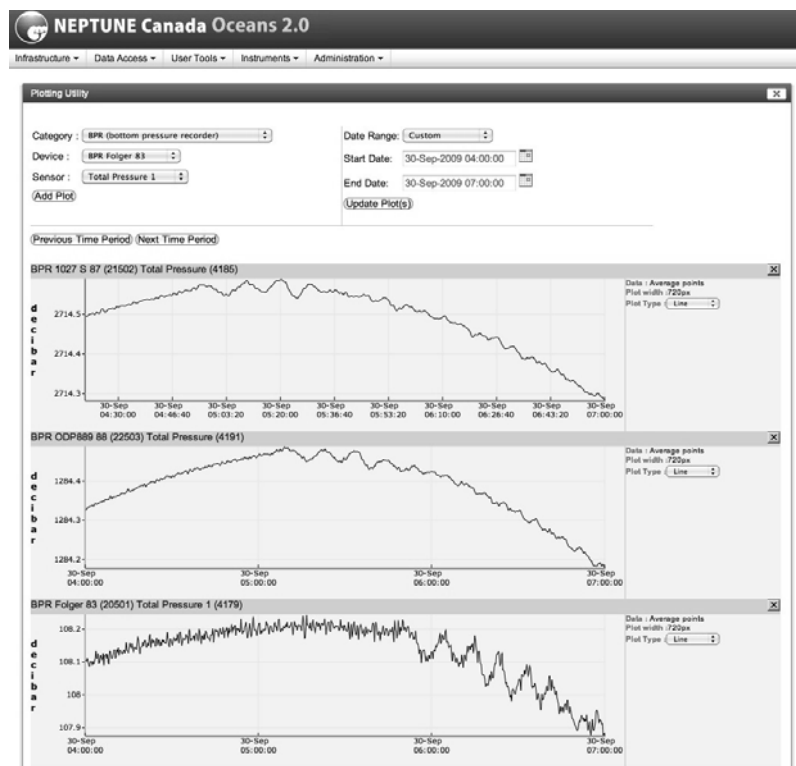 NEPTUNE Canada Oceans 2.0
Infrastructure Data Access User Tools Instruments Administration
Plotting Utility
Category : BPR (bottom pressure recorder)
Device : BPR Folger 83
Sensor : Total Pressure 1
Add Plot
Date Range: Custom
Start Date: 30-Sep-2009 04:00:00
End Date: 30-Sep-2009 07:00:00
Update Plot(s)
Previous Time Period Next Time Period
BPR 1027 S 87 (21502) Total Pressure (4185)
decibar
2714.5
2714.4
2714.3
30-Sep 30-Sep 30-Sep 30-Sep 30-Sep 30-Sep 30-Sep 30-Sep 30-Sep 30-Sep
04:30:00 04:46:40 05:03:20 05:20:00 05:36:40 05:53:20 06:10:00 06:26:40 06:43:20 07:00:00
Data : Average points
Plot width :720px
Plot Type : Line
BPR ODP889 88 (22503) Total Pressure (4191)
decibar
1284.4
1284.3
1284.2
30-Sep 30-Sep 30-Sep 30-Sep
04:00:00 05:00:00 06:00:00 07:00:00
Data : Average points
Plot width :720px
Plot Type : Line
BPR Folger 83 (20501) Total Pressure 1 (4179)
decibar
108.2
108.1
108
107.9
30-Sep 30-Sep 30-Sep 30-Sep
04:00:00 05:00:00 06:00:00 07:00:00
Data : Average points
Plot width :720px
Plot Type : Line